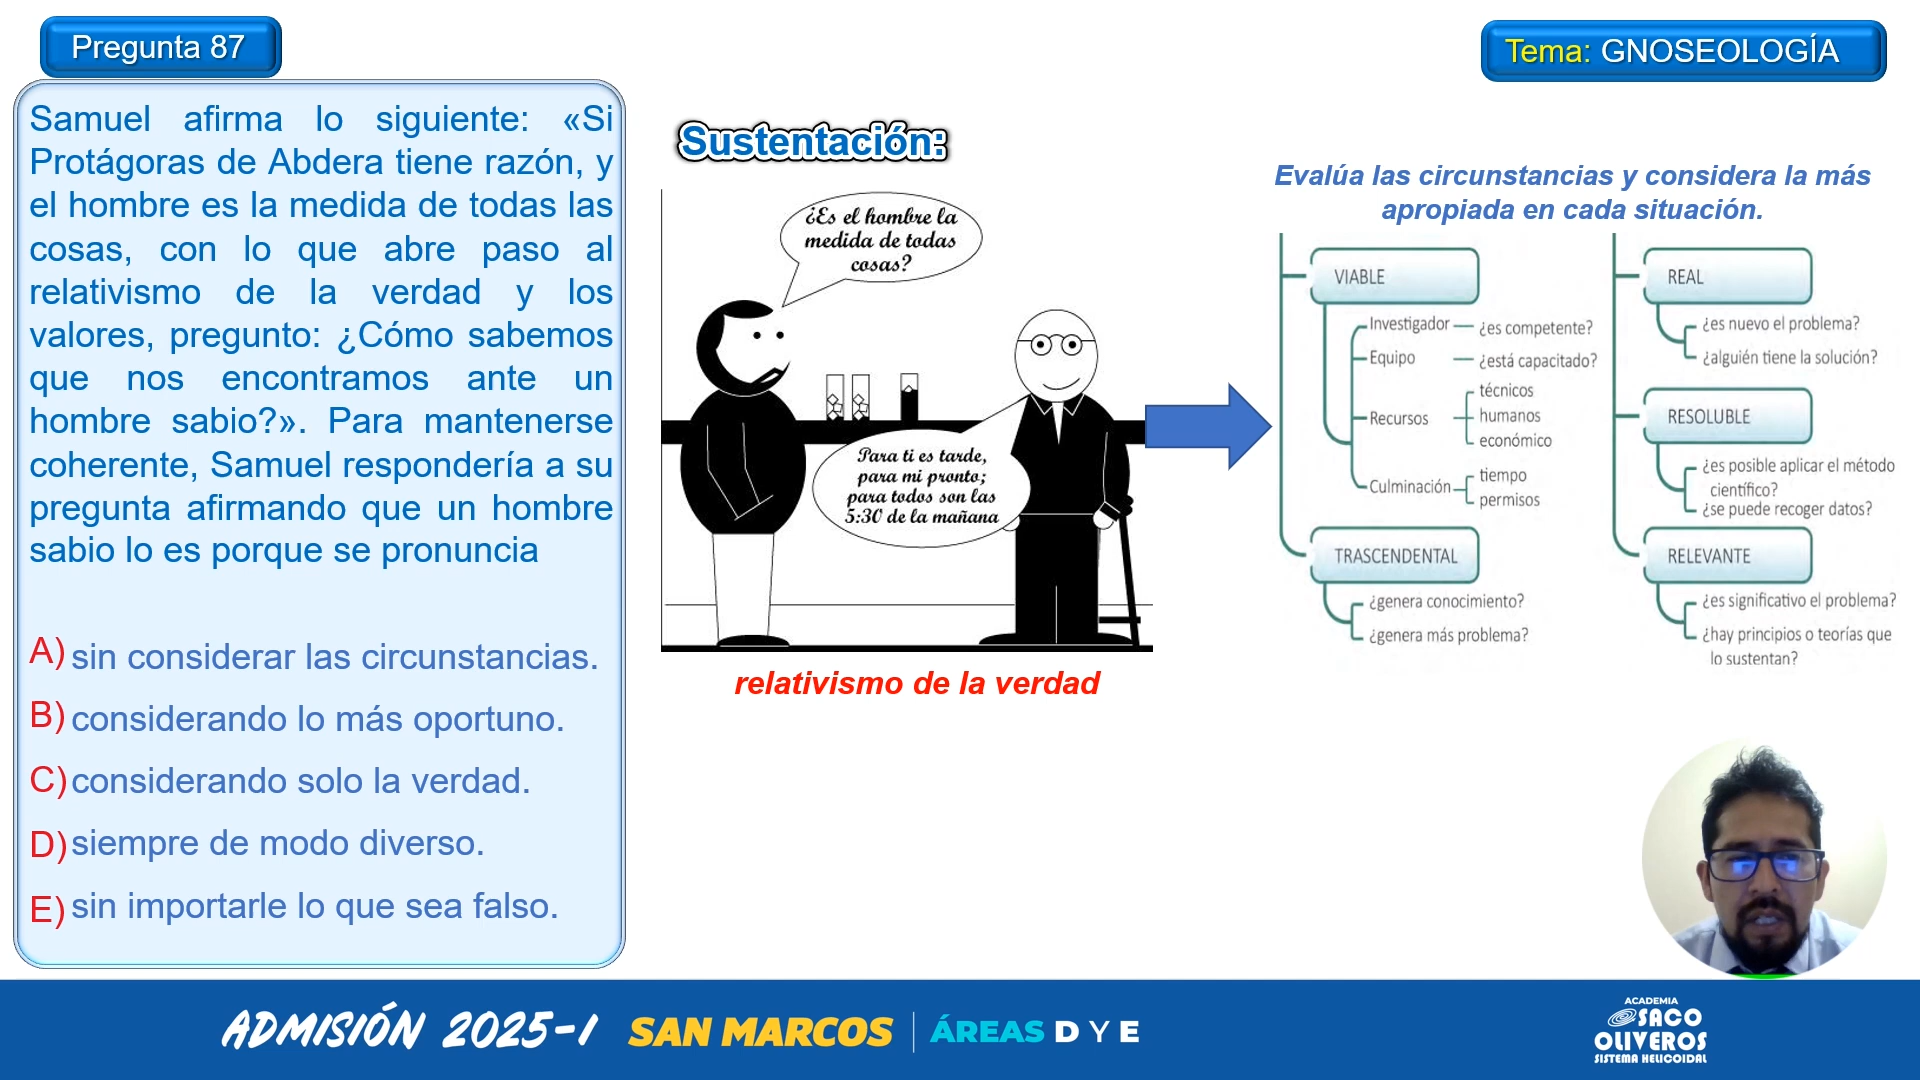 Pregunta 87
Tema: GNOSEOLOGÍA
Samuel afirma lo siguiente: «Si
Protágoras de Abdera tiene razón, y
el hombre es la medida de todas las
cosas, con lo que abre paso al
relativismo de la verdad y los
valores, pregunto: ¿Cómo sabemos
que nos encontramos ante un
hombre sabio?». Para mantenerse
coherente, Samuel respondería a su
pregunta afirmando que un hombre
sabio lo es porque se pronuncia
A) sin considerar las circunstancias.
B) considerando lo más oportuno.
C) considerando solo la verdad.
D) siempre de modo diverso.
E) sin importarle lo que sea falso.
Sustentación:
¿Es el hombre la
medida de todas
cosas?
Para ti es tarde,
para mi pronto;
para todos son las
5:30 de la mañana
relativismo de la verdad
Evalúa las circunstancias y considera la más
apropiada en cada situación.
VIABLE
Investigador
¿es competente?
Equipo
¿está capacitado?
Recursos
técnicos
humanos
económico
Culminación
tiempo
permisos
TRASCENDENTAL
¿genera conocimiento?
¿genera más problema?
REAL
¿es nuevo el problema?
¿alguién tiene la solución?
RESOLUBLE
¿es posible aplicar el método
científico?
¿se puede recoger datos?
RELEVANTE
¿es significativo el problema?
¿hay principios o teorías que
lo sustentan?
ADMISIÓN 2025-I SAN MARCOS ÁREAS D Y E
ACADEMIA
SACO
OLIVEROS
SISTEMA HELICOIDAL